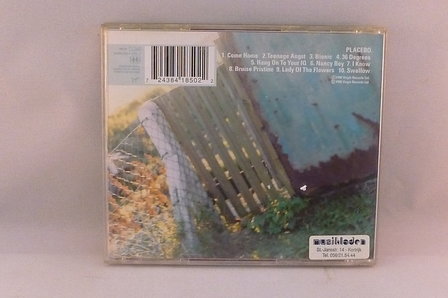 PLACEBO
1. Come Home 2. Teenage Angst 3. Bionic 4. 36 Degrees
5. Hang On To Your IQ 6. Nancy Boy 7 I Know
8. Bruise Pristine 9. Lady Of The Flowers 10. Swallow
7 24384 18502 2
musikladen
St. Jansstr. 14 - Kortrijk
Tel. 056/21.54.44